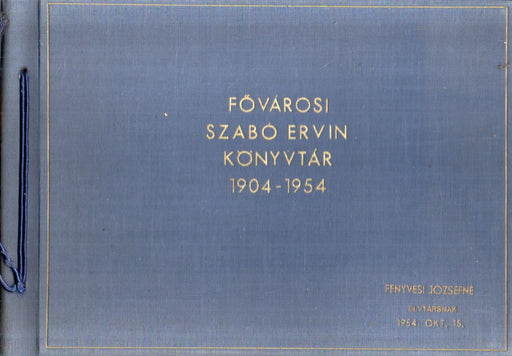 FŐVÁROSI
SZABÓ ERVIN
KÖNYVTÁR
1904-1954
FENYVESI JÓZSEFNÉ
ELVTÁRSNAK
1954. OKT. 15.